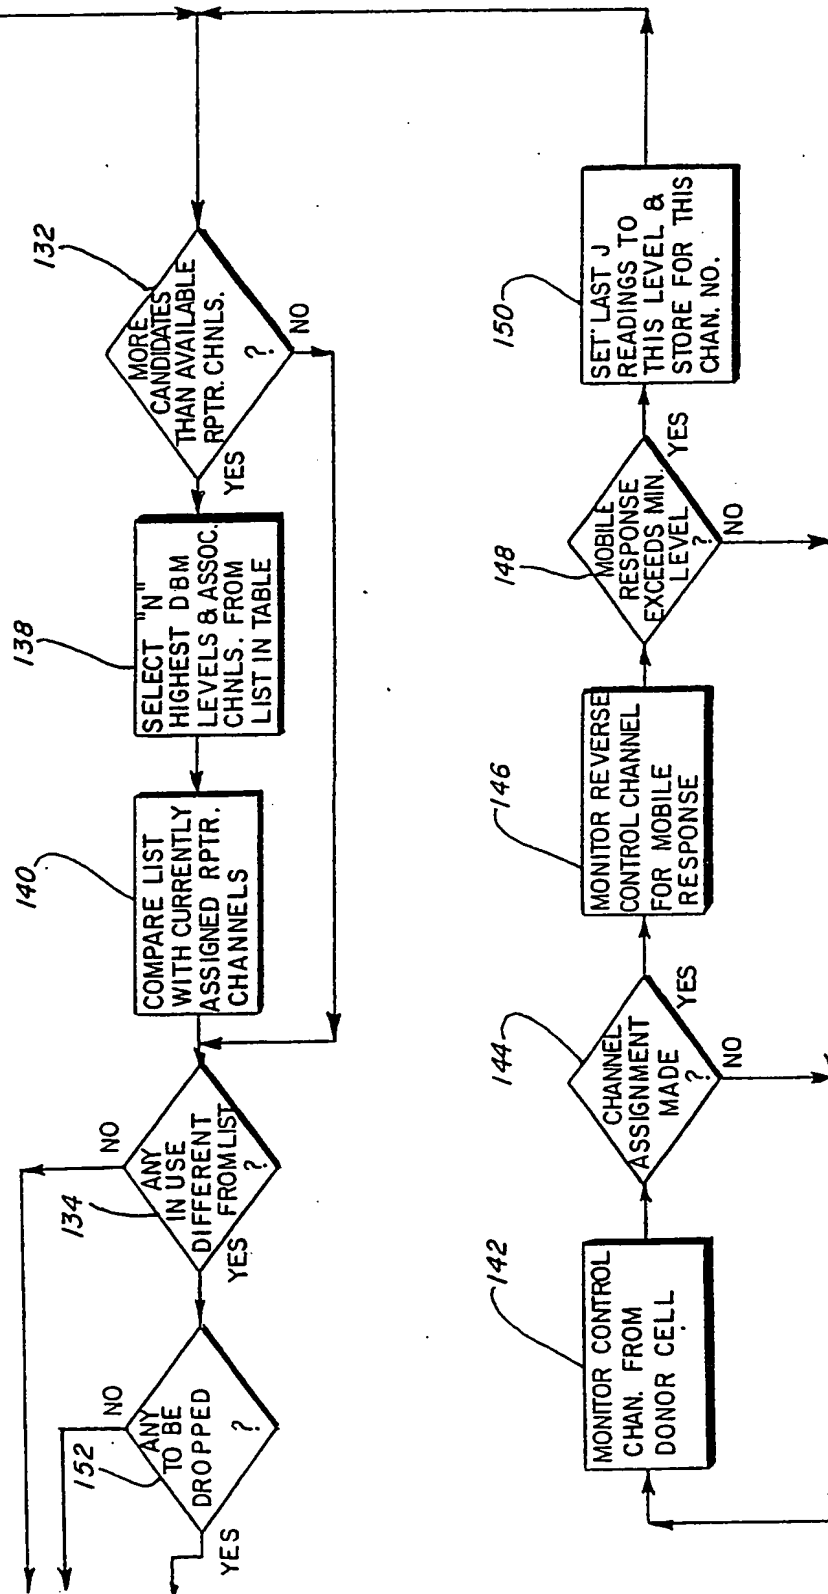 132
MORE
CANDIDATES
THAN AVAILABLE
RPTR. CHNLS.
?
NO
YES
138
SELECT "N"
HIGHEST DBM
LEVELS & ASSOC.
CHNLS. FROM
LIST IN TABLE
140
COMPARE LIST
WITH CURRENTLY
ASSIGNED RPTR.
CHANNELS
134
ANY
IN USE
DIFFERENT
FROM LIST
?
NO
YES
152
ANY
TO BE
DROPPED
?
NO
YES
142
MONITOR CONTROL
CHAN. FROM
DONOR CELL
144
CHANNEL
ASSIGNMENT
MADE
?
YES
NO
146
MONITOR REVERSE
CONTROL CHANNEL
FOR MOBILE
RESPONSE
148
MOBILE
RESPONSE
EXCEEDS MIN.
LEVEL
?
YES
NO
150
SET LAST J
READINGS TO
THIS LEVEL &
STORE FOR THIS
CHAN. NO.